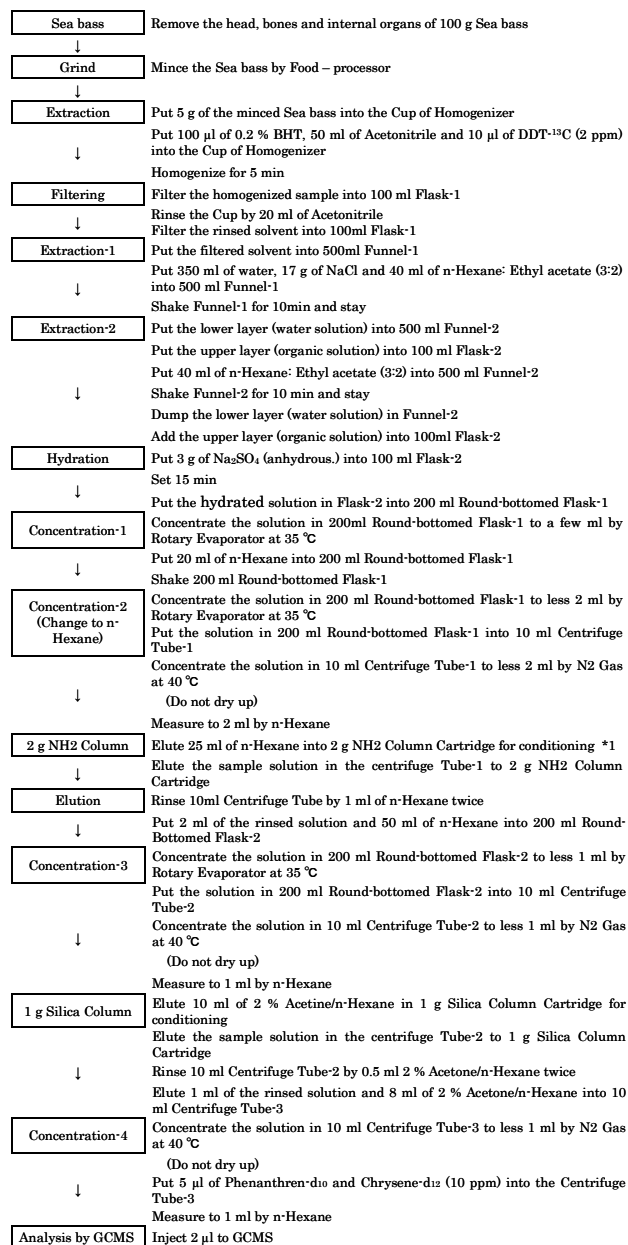 Sea bass
Remove the head, bones and internal organs of 100 g Sea bass
↓
Grind
Mince the Sea bass by Food – processor
↓
Extraction
Put 5 g of the minced Sea bass into the Cup of Homogenizer
Put 100 µl of 0.2 % BHT, 50 ml of Acetonitrile and 10 µl of DDT-¹³C (2 ppm)
into the Cup of Homogenizer
↓
Homogenize for 5 min
Filtering
Filter the homogenized sample into 100 ml Flask-1
Rinse the Cup by 20 ml of Acetonitrile
↓
Filter the rinsed solvent into 100ml Flask-1
Extraction-1
Put the filtered solvent into 500ml Funnel-1
Put 350 ml of water, 17 g of NaCl and 40 ml of n-Hexane: Ethyl acetate (3:2)
into 500 ml Funnel-1
↓
Shake Funnel-1 for 10min and stay
Extraction-2
Put the lower layer (water solution) into 500 ml Funnel-2
Put the upper layer (organic solution) into 100 ml Flask-2
Put 40 ml of n-Hexane: Ethyl acetate (3:2) into 500 ml Funnel-2
↓
Shake Funnel-2 for 10 min and stay
Dump the lower layer (water solution) in Funnel-2
Add the upper layer (organic solution) into 100ml Flask-2
Hydration
Put 3 g of Na₂SO₄ (anhydrous.) into 100 ml Flask-2
Set 15 min
↓
Put the hydrated solution in Flask-2 into 200 ml Round-bottomed Flask-1
Concentration-1
Concentrate the solution in 200ml Round-bottomed Flask-1 to a few ml by
Rotary Evaporator at 35 ℃
Put 20 ml of n-Hexane into 200 ml Round-bottomed Flask-1
↓
Shake 200 ml Round-bottomed Flask-1
Concentration-2
(Change to n-
Hexane)
Concentrate the solution in 200 ml Round-bottomed Flask-1 to less 2 ml by
Rotary Evaporator at 35 ℃
Put the solution in 200 ml Round-bottomed Flask-1 into 10 ml Centrifuge
Tube-1
Concentrate the solution in 10 ml Centrifuge Tube-1 to less 2 ml by N2 Gas
at 40 ℃
↓
(Do not dry up)
Measure to 2 ml by n-Hexane
2 g NH2 Column
Elute 25 ml of n-Hexane into 2 g NH2 Column Cartridge for conditioning *1
↓
Elute the sample solution in the centrifuge Tube-1 to 2 g NH2 Column
Cartridge
Elution
Rinse 10ml Centrifuge Tube by 1 ml of n-Hexane twice
↓
Put 2 ml of the rinsed solution and 50 ml of n-Hexane into 200 ml Round-
Bottomed Flask-2
Concentration-3
Concentrate the solution in 200 ml Round-bottomed Flask-2 to less 1 ml by
Rotary Evaporator at 35 ℃
Put the solution in 200 ml Round-bottomed Flask-2 into 10 ml Centrifuge
Tube-2
Concentrate the solution in 10 ml Centrifuge Tube-2 to less 1 ml by N2 Gas
at 40 ℃
↓
(Do not dry up)
Measure to 1 ml by n-Hexane
1 g Silica Column
Elute 10 ml of 2 % Acetine/n-Hexane in 1 g Silica Column Cartridge for
conditioning
Elute the sample solution in the centrifuge Tube-2 to 1 g Silica Column
Cartridge
↓
Rinse 10 ml Centrifuge Tube-2 by 0.5 ml 2 % Acetone/n-Hexane twice
Elute 1 ml of the rinsed solution and 8 ml of 2 % Acetone/n-Hexane into 10
ml Centrifuge Tube-3
Concentration-4
Concentrate the solution in 10 ml Centrifuge Tube-3 to less 1 ml by N2 Gas
at 40 ℃
(Do not dry up)
↓
Put 5 µl of Phenanthren-d₁₀ and Chrysene-d₁₂ (10 ppm) into the Centrifuge
Tube-3
Measure to 1 ml by n-Hexane
Analysis by GCMS
Inject 2 µl to GCMS